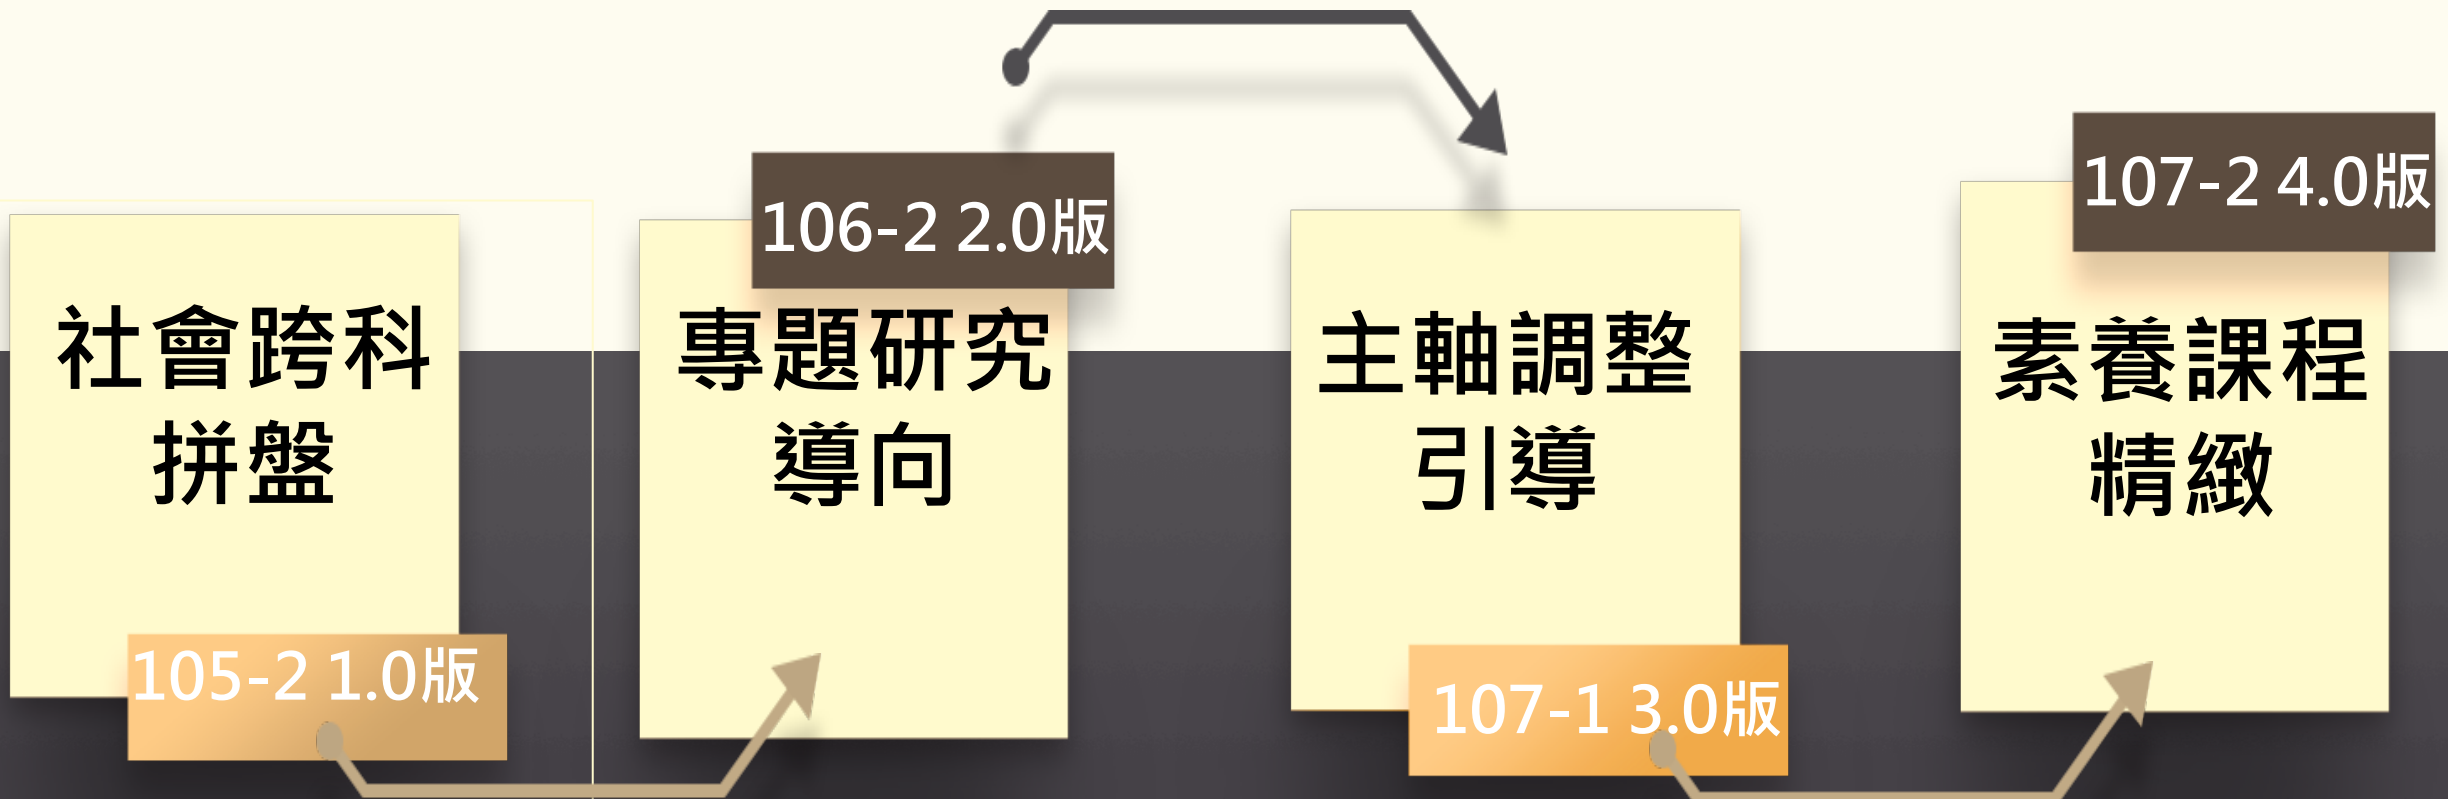 社會跨科
拼盤
105-2 1.0版
106-2 2.0版
專題研究
導向
主軸調整
引導
107-1 3.0版
107-2 4.0版
素養課程
精緻